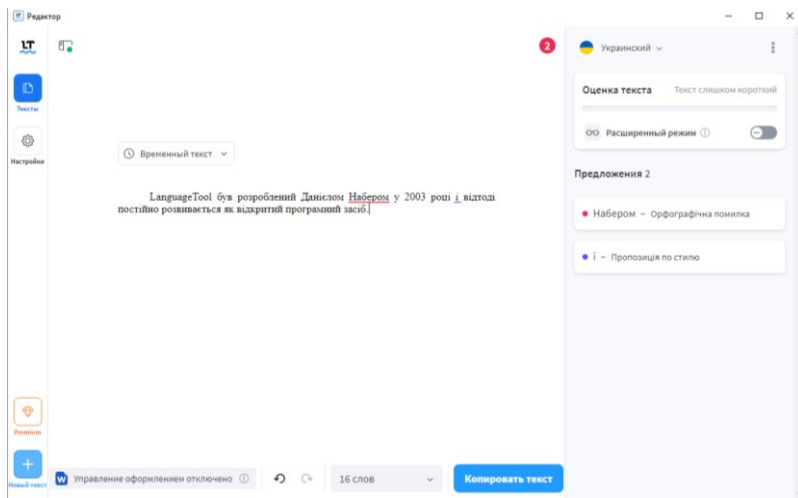 Редактор
LT
2
Украинский
Тексты
Оценка текста Текст слишком короткий
Настройки
Расширенный режим
Временный текст
Предложения 2
LanguageTool був розроблений Даніелом Набером у 2003 році і відтоді
постійно розвивається як відкритий програмний засіб.
Набером – Орфографічна помилка
і – Пропозиція по стилю
Premium
Новый текст
W Управление оформлением отключено
16 слов
Копировать текст